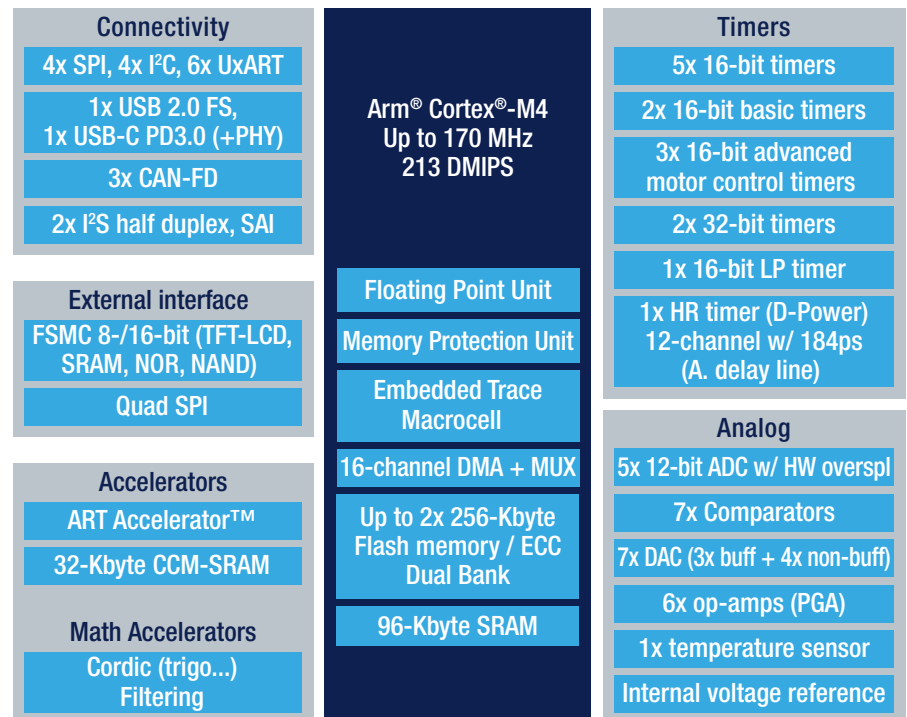 Connectivity
4x SPI, 4x I²C, 6x UxART
1x USB 2.0 FS,
1x USB-C PD3.0 (+PHY)
3x CAN-FD
2x I²S half duplex, SAI
External interface
FSMC 8-/16-bit (TFT-LCD,
SRAM, NOR, NAND)
Quad SPI
Accelerators
ART Accelerator™
32-Kbyte CCM-SRAM
Math Accelerators
Cordic (trigo...)
Filtering
Arm® Cortex®-M4
Up to 170 MHz
213 DMIPS
Floating Point Unit
Memory Protection Unit
Embedded Trace
Macrocell
16-channel DMA + MUX
Up to 2x 256-Kbyte
Flash memory / ECC
Dual Bank
96-Kbyte SRAM
Timers
5x 16-bit timers
2x 16-bit basic timers
3x 16-bit advanced
motor control timers
2x 32-bit timers
1x 16-bit LP timer
1x HR timer (D-Power)
12-channel w/ 184ps
(A. delay line)
Analog
5x 12-bit ADC w/ HW overspl
7x Comparators
7x DAC (3x buff + 4x non-buff)
6x op-amps (PGA)
1x temperature sensor
Internal voltage reference